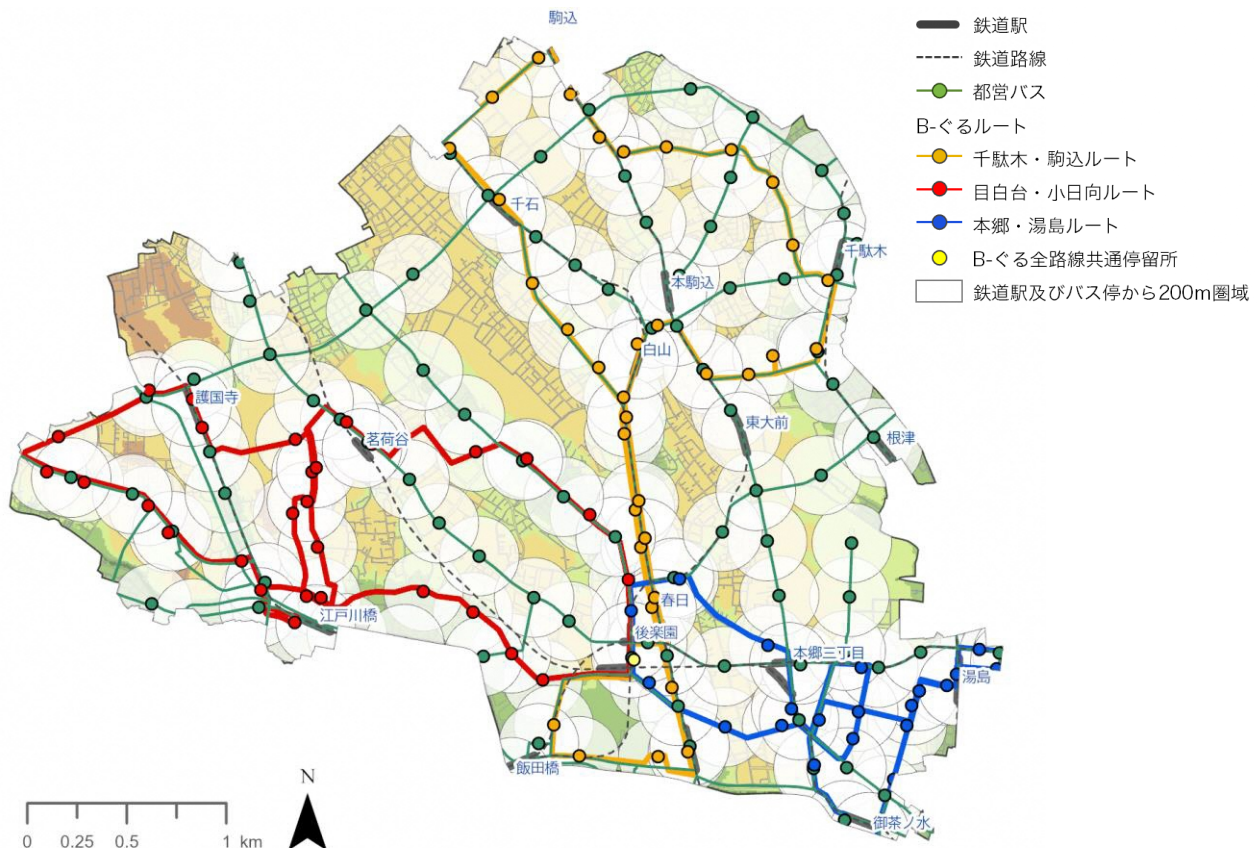 駒込
鉄道駅
鉄道路線
都営バス
B-ぐるルート
千駄木・駒込ルート
目白台・小日向ルート
本郷・湯島ルート
B-ぐる全路線共通停留所
鉄道駅及びバス停から200m圏域
千石
千駄木
本駒込
白山
護国寺
東大前
茗荷谷
根津
春日
江戸川橋
後楽園
本郷三丁目
湯島
飯田橋
御茶ノ水
N
0 0.25 0.5 1 km